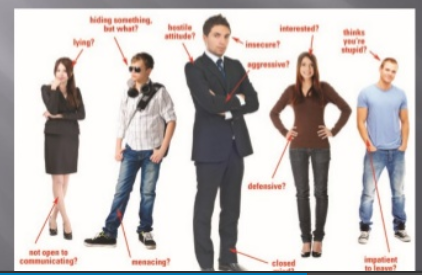 lying?
hiding something,
but what?
hostile
attitude?
insecure?
aggressive?
interested?
thinks
you're
stupid?
defensive?
not open to
communicating?
menacing?
closed
impatient
to leave?